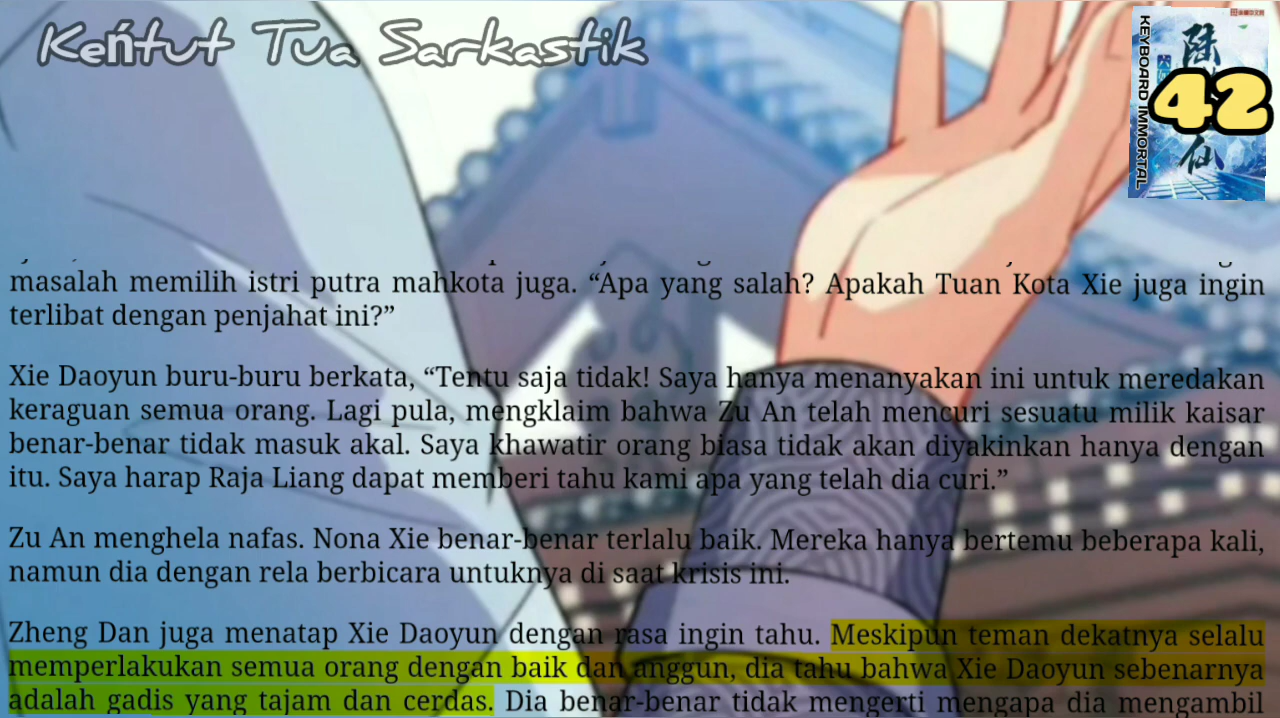 Keńtut Tua Sarkastik
KEYBOARD IMMORTAL
42
仙
masalah memilih istri putra mahkota juga. “Apa yang salah? Apakah Tuan Kota Xie juga ingin
terlibat dengan penjahat ini?”
Xie Daoyun buru-buru berkata, “Tentu saja tidak! Saya hanya menanyakan ini untuk meredakan
keraguan semua orang. Lagi pula, mengklaim bahwa Zu An telah mencuri sesuatu milik kaisar
benar-benar tidak masuk akal. Saya khawatir orang biasa tidak akan diyakinkan hanya dengan
itu. Saya harap Raja Liang dapat memberi tahu kami apa yang telah dia curi.”
Zu An menghela nafas. Nona Xie benar-benar terlalu baik. Mereka hanya bertemu beberapa kali,
namun dia dengan rela berbicara untuknya di saat krisis ini.
Zheng Dan juga menatap Xie Daoyun dengan rasa ingin tahu. Meskipun teman dekatnya selalu
memperlakukan semua orang dengan baik dan anggun, dia tahu bahwa Xie Daoyun sebenarnya
adalah gadis yang tajam dan cerdas. Dia benar-benar tidak mengerti mengapa dia mengambil